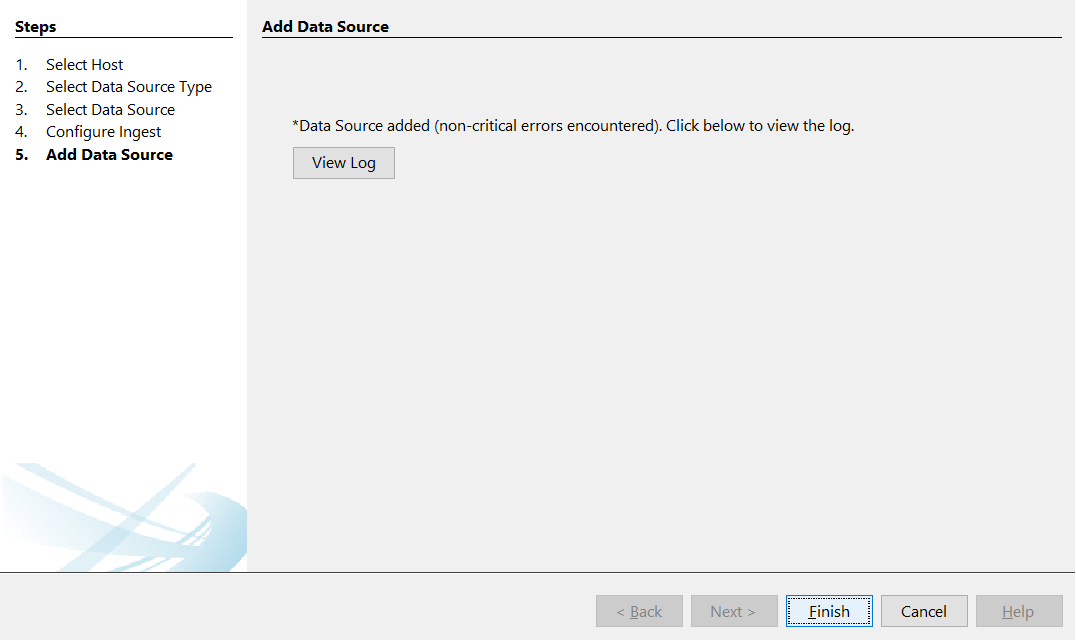 Steps
1. Select Host
2. Select Data Source Type
3. Select Data Source
4. Configure Ingest
5. Add Data Source
Add Data Source
*Data Source added (non-critical errors encountered). Click below to view the log.
View Log
< Back
Next >
Finish
Cancel
Help